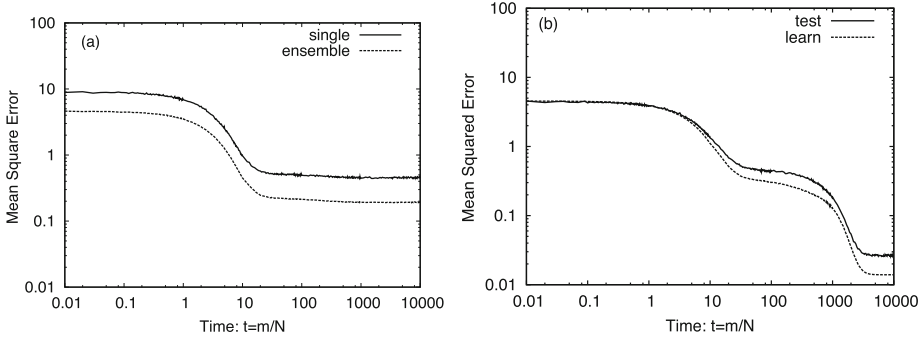 (a)
single
ensemble
100
10
1
0.1
0.01
Mean Square Error
0.01 0.1 1 10 100 1000 10000
Time: t=m/N
(b)
test
learn
100
10
1
0.1
0.01
Mean Squared Error
0.01 0.1 1 10 100 1000 10000
Time: t=m/N